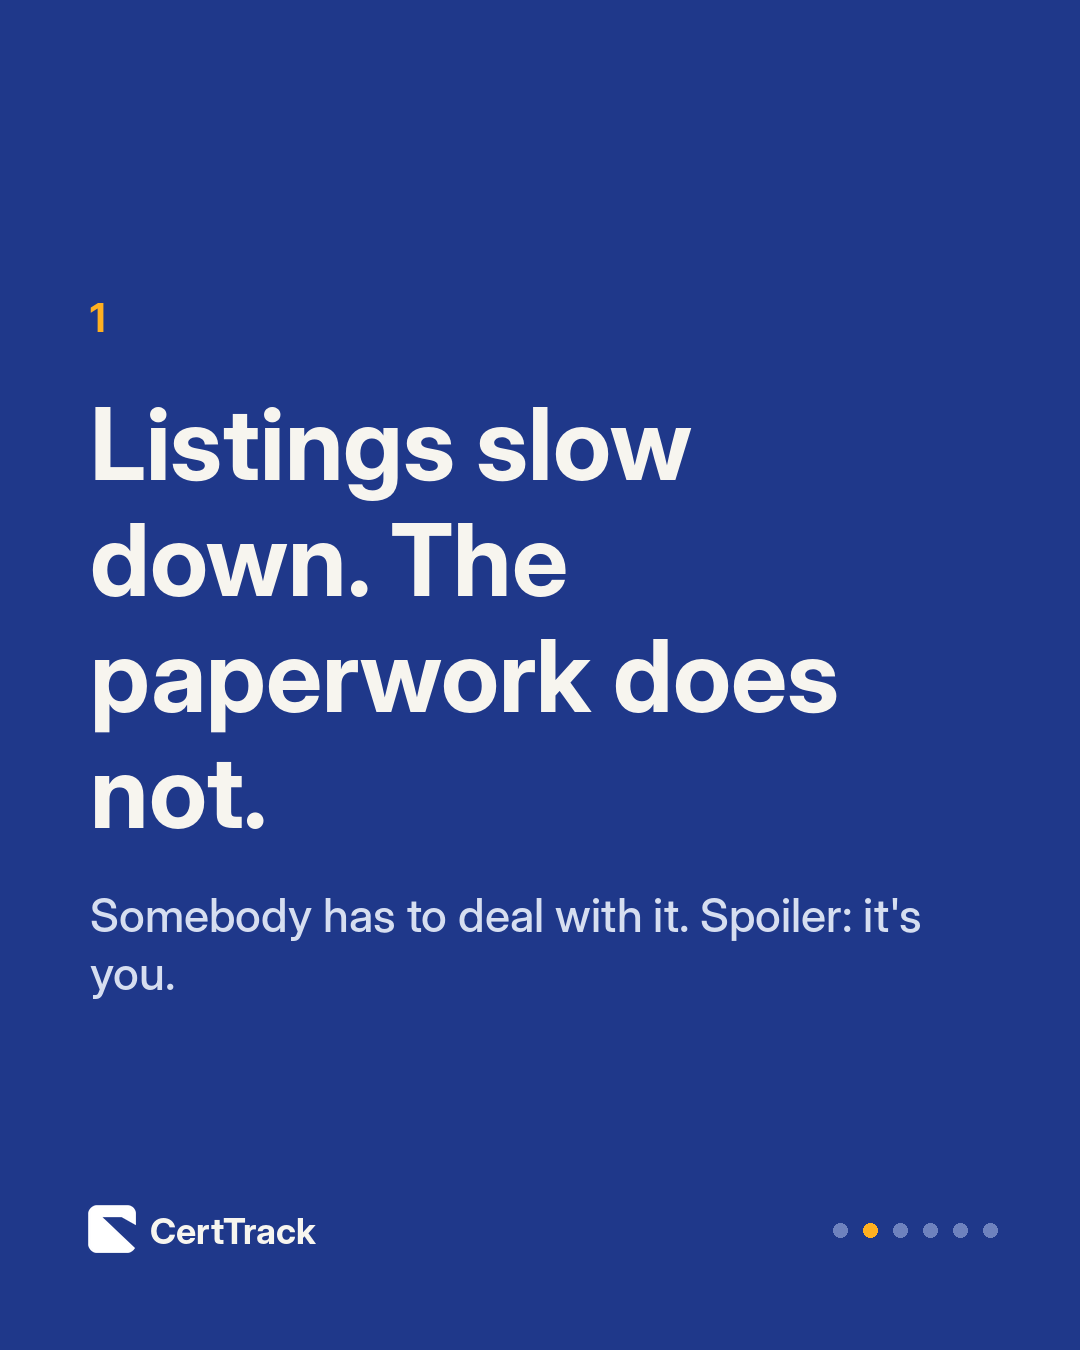 1
Listings slow
down. The
paperwork does
not.
Somebody has to deal with it. Spoiler: it's
you.
CertTrack